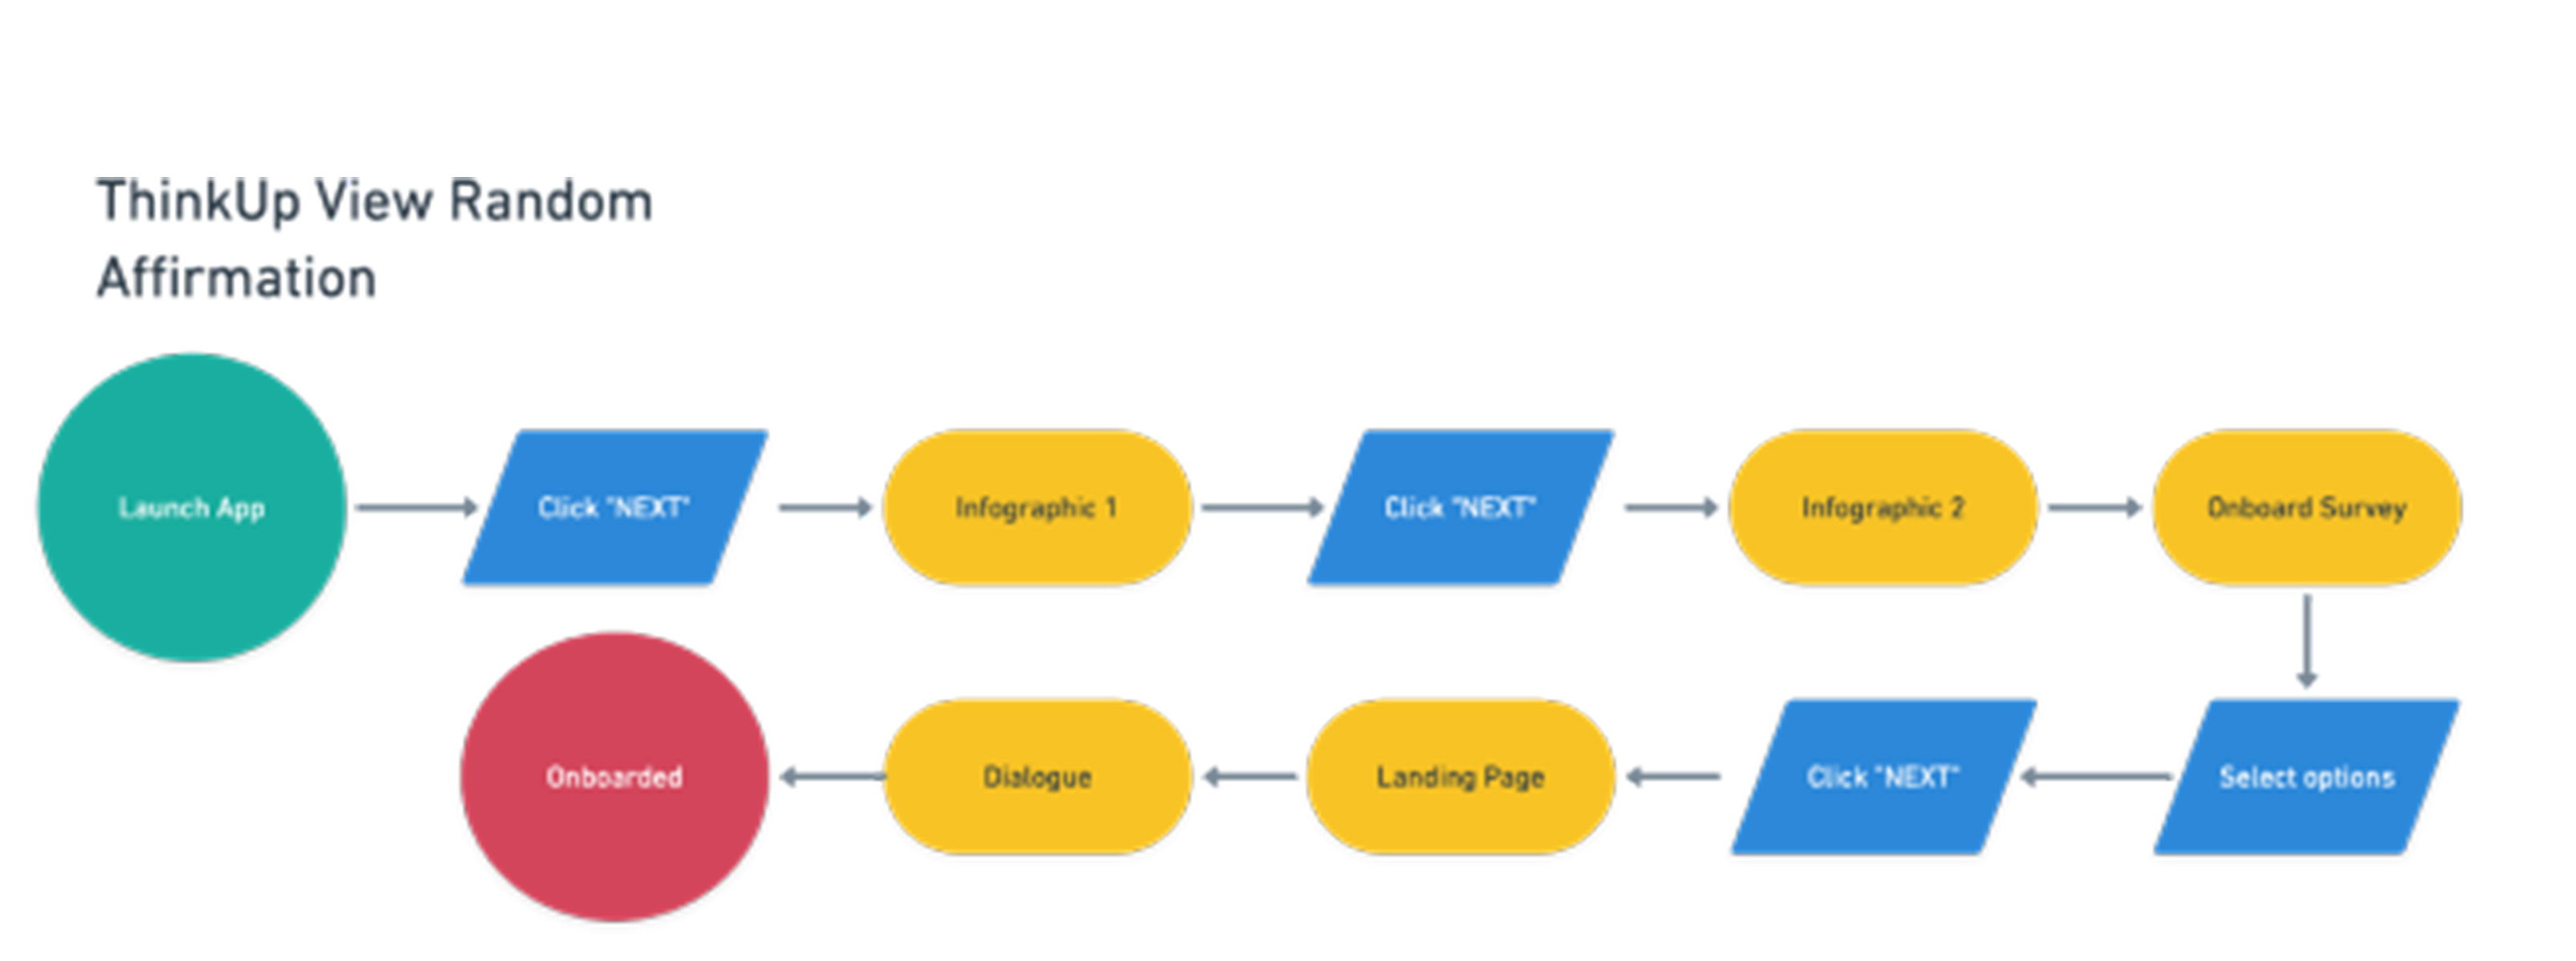 ThinkUp View Random
Affirmation
Launch App
Click "NEXT"
Infographic 1
Click "NEXT"
Infographic 2
Onboard Survey
Select options
Click "NEXT"
Landing Page
Dialogue
Onboarded